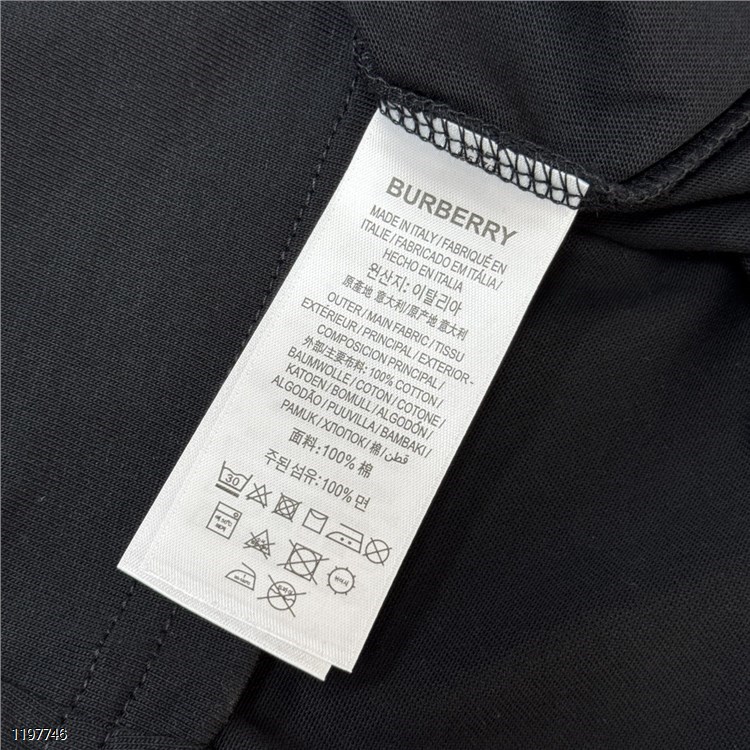 BURBERRY
MADE IN ITALY / FABRIQUÉ EN
ITALIE / FABRICADO EM ITÁLIA /
HECHO EN ITALIA
원산지: 이탈리아
原產地 意大利/原产地 意大利
OUTER / MAIN FABRIC / TISSU
EXTÉRIEUR / PRINCIPAL / EXTERIOR-
COMPOSICION PRINCIPAL /
外部/主要布料: 100% COTTON /
BAUMWOLLE / COTON / COTONE /
KATOEN / BOMULL / ALGODÓN /
ALGODÃO / PUUVILLA / BAMBAKI /
PAMUK / ХЛОПОК / 棉 / قطن
面料: 100% 棉
주된 섬유: 100% 면
30
1197746